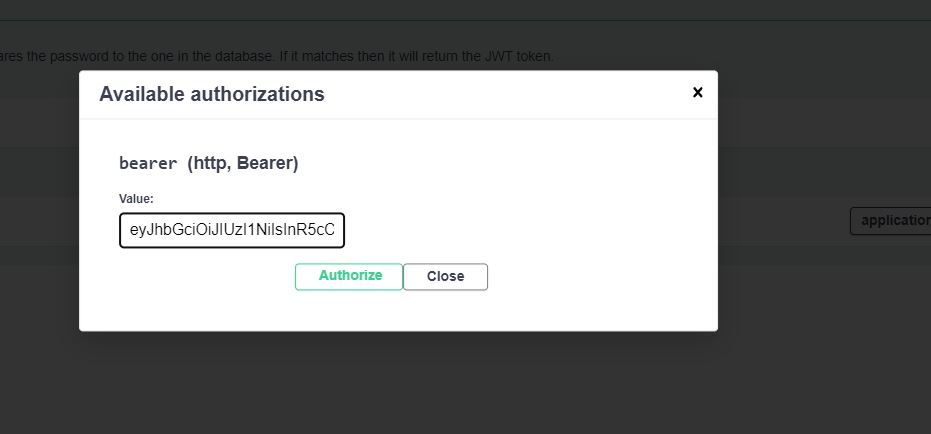 ares the password to the one in the database. If it matches then it will return the JWT token.
Available authorizations
x
bearer (http, Bearer)
Value:
eyJhbGciOiJIUzI1NiIsInR5cC
application
Authorize
Close